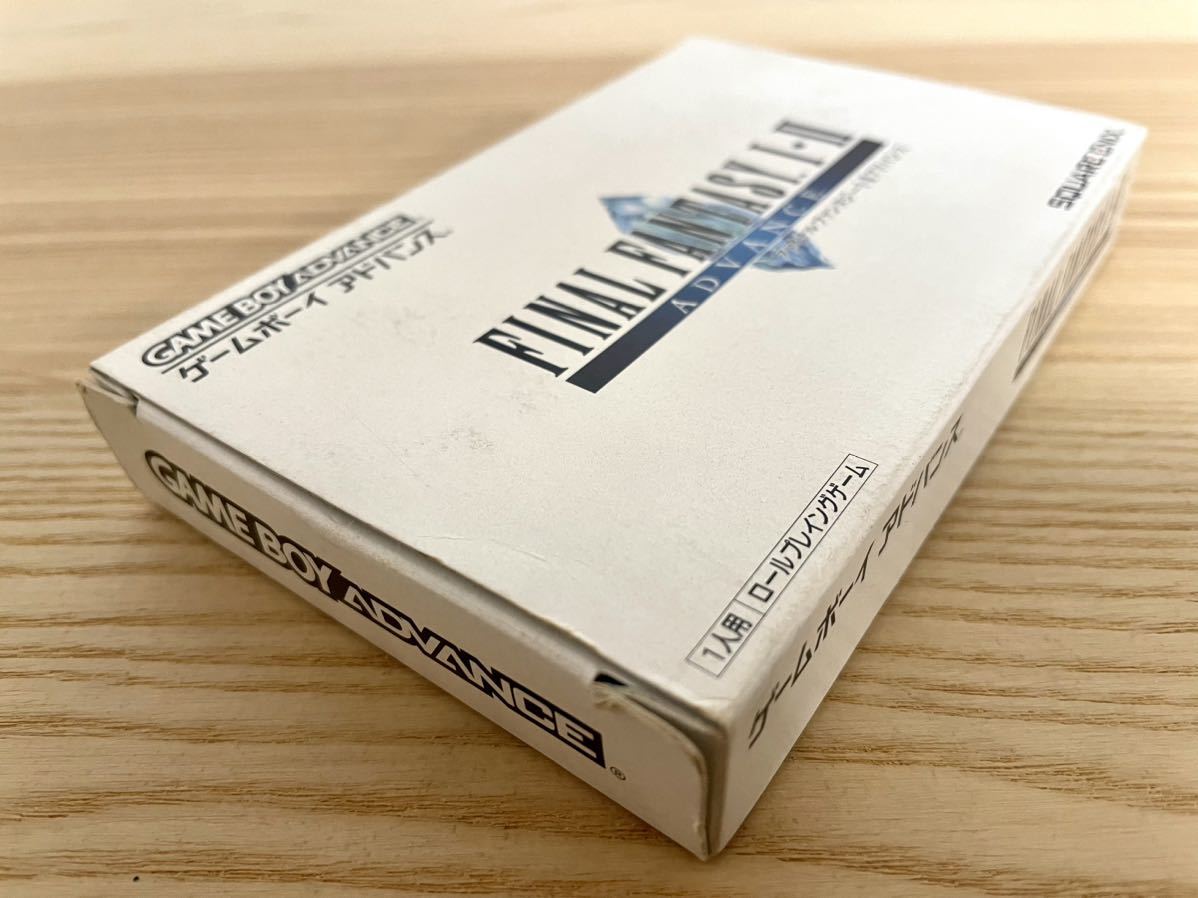 GAME BOY ADVANCE
ゲームボーイ アドバンス
FINAL FANTASY I・II
ADVANCE
SQUARE ENIX
1人用 ロールプレイングゲーム
GAME BOY ADVANCE®
ゲームボーイ アドバンス